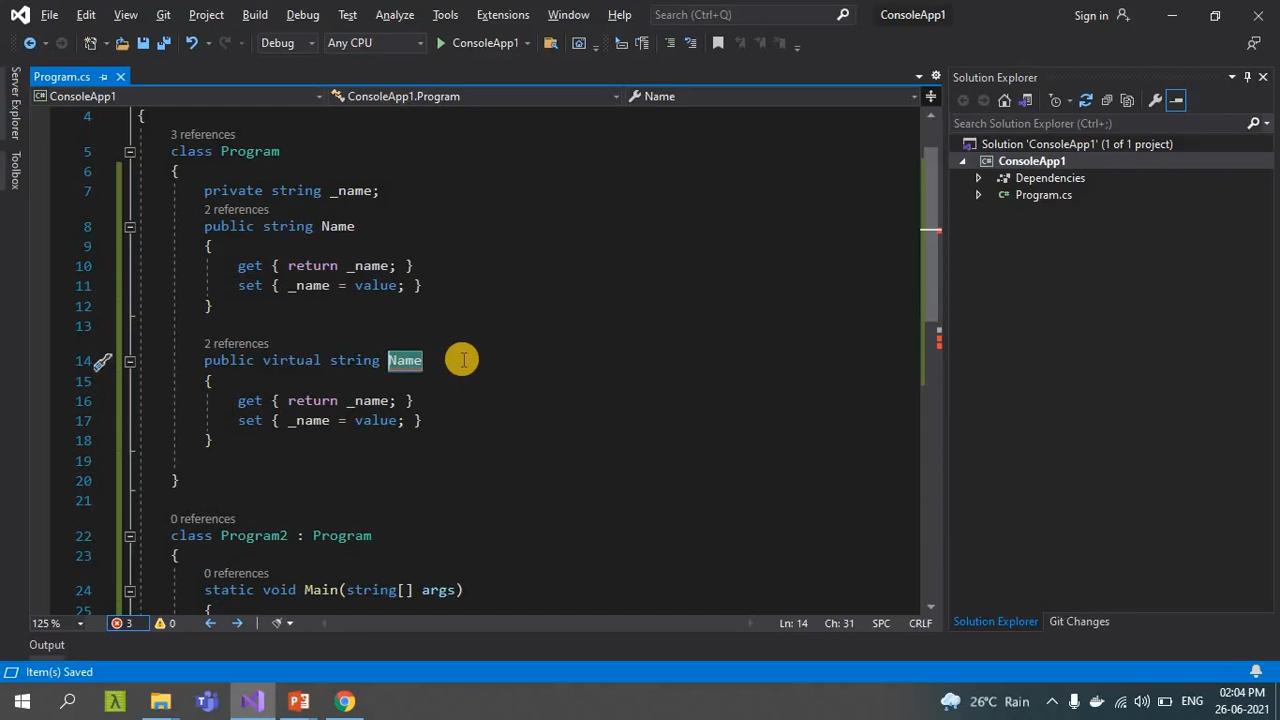 File Edit View Git Project Build Debug Test Analyze Tools Extensions Window Help Search (Ctrl+Q) ConsoleApp1 Sign in
Debug Any CPU ConsoleApp1
Server Explorer
Toolbox
Program.cs
ConsoleApp1 ConsoleApp1.Program Name
4 {
3 references
5 class Program
6 {
7 private string _name;
2 references
8 public string Name
9 {
10 get { return _name; }
11 set { _name = value; }
12 }
13
2 references
14 public virtual string Name
15 {
16 get { return _name; }
17 set { _name = value; }
18 }
19
20 }
21
0 references
22 class Program2 : Program
23 {
0 references
24 static void Main(string[] args)
25 {
125 % 3 0 Ln: 14 Ch: 31 SPC CRLF
Output
Solution Explorer
Search Solution Explorer (Ctrl+;)
Solution 'ConsoleApp1' (1 of 1 project)
ConsoleApp1
Dependencies
C# Program.cs
Solution Explorer Git Changes
Item(s) Saved
26°C Rain ENG 02:04 PM
26-06-2021